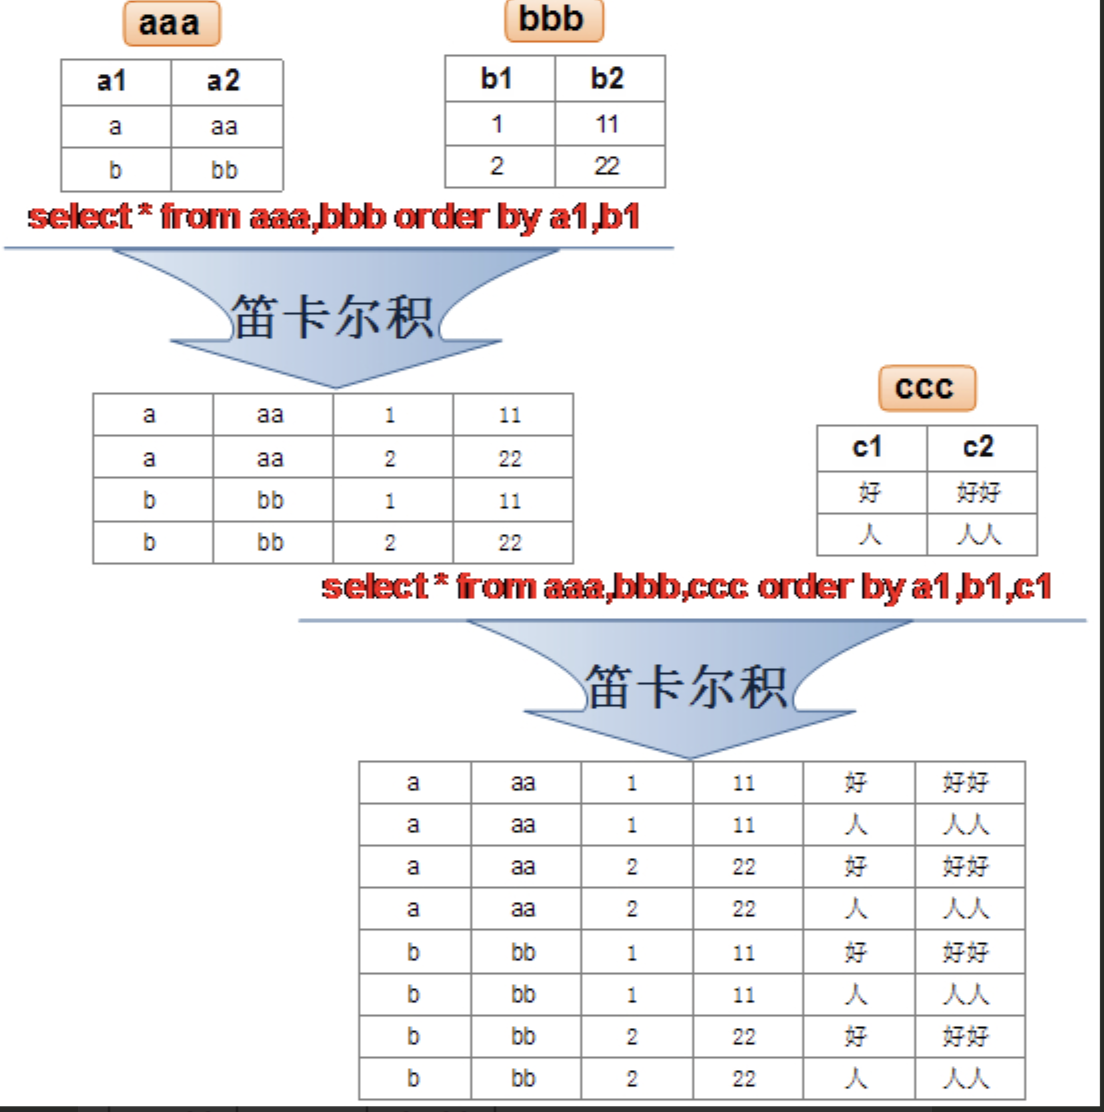 aaa bbb
a1 a2 b1 b2
a aa 1 11
b bb 2 22
select * from aaa,bbb order by a1,b1
笛卡尔积
a aa 1 11
a aa 2 22
b bb 1 11
b bb 2 22
ccc
c1 c2
好 好好
人 人人
select * from aaa,bbb,ccc order by a1,b1,c1
笛卡尔积
a aa 1 11 好 好好
a aa 1 11 人 人人
a aa 2 22 好 好好
a aa 2 22 人 人人
b bb 1 11 好 好好
b bb 1 11 人 人人
b bb 2 22 好 好好
b bb 2 22 人 人人